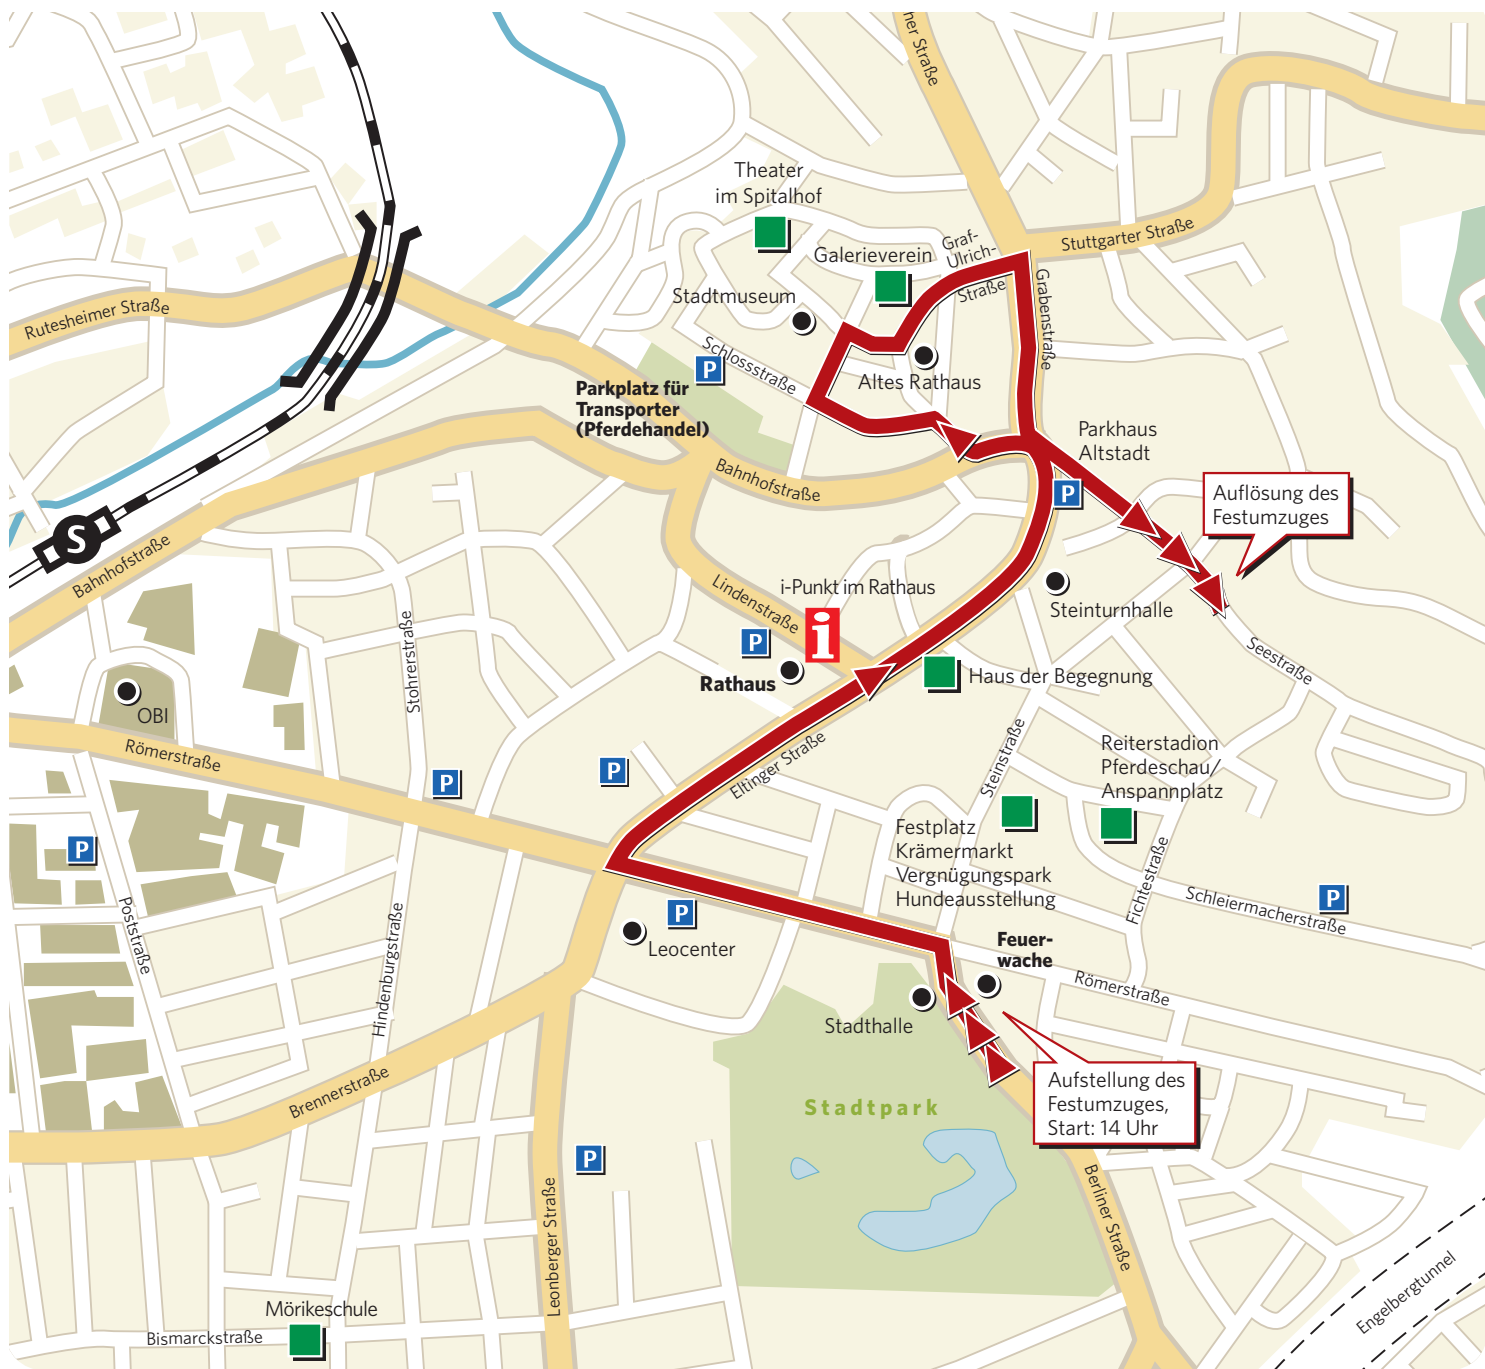 ner Straße
Theater
im Spitalhof
Galerieverein
Graf-
Ulrich-
Straße
Stuttgarter Straße
Grabenstraße
Stadtmuseum
Rutesheimer Straße
Schlossstraße
P
Altes Rathaus
Parkplatz für
Transporter
(Pferdehandel)
Parkhaus
Altstadt
P
Bahnhofstraße
Auflösung des
Festumzuges
S
Bahnhofstraße
Lindenstraße
i-Punkt im Rathaus
i
P
Rathaus
Steinturnhalle
Seestraße
Haus der Begegnung
Stohrerstraße
OBI
Römerstraße
P
P
Eltinger Straße
Steinstraße
Reiterstadion
Pferdeschau/
Anspannplatz
P
Festplatz
Krämermarkt
Vergnügungspark
Hundeausstellung
Fichtestraße
Schleiermacherstraße
P
Poststraße
Hindenburgstraße
P
Leocenter
Feuer-
wache
Römerstraße
Stadthalle
Aufstellung des
Festumzuges,
Start: 14 Uhr
Brennerstraße
Stadtpark
P
Leonberger Straße
Berliner Straße
Engelbergtunnel
Mörikeschule
Bismarckstraße